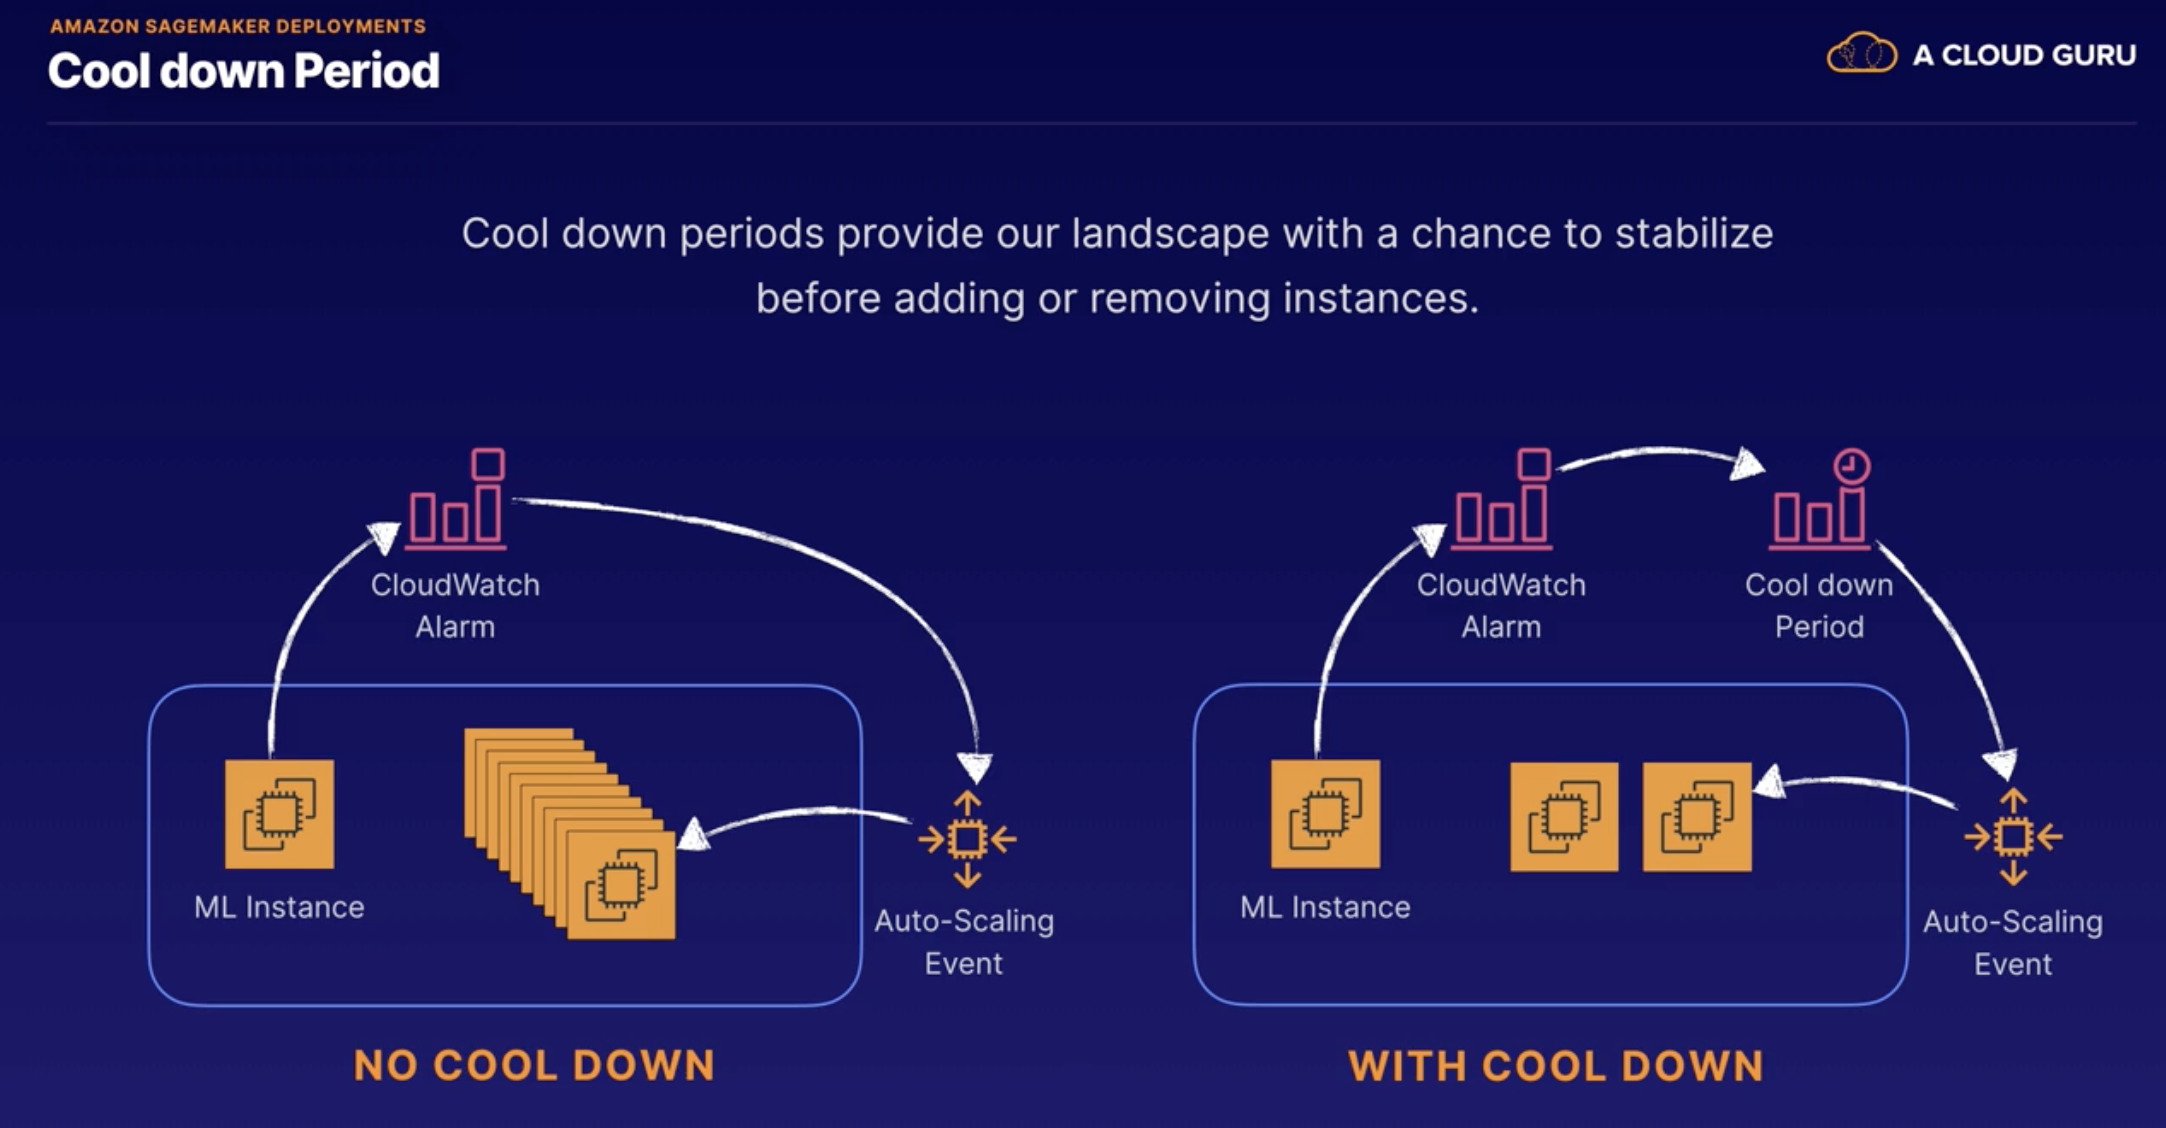 AMAZON SAGEMAKER DEPLOYMENTS
Cool down Period
A CLOUD GURU
Cool down periods provide our landscape with a chance to stabilize
before adding or removing instances.
CloudWatch
Alarm
ML Instance
Auto-Scaling
Event
NO COOL DOWN
CloudWatch
Alarm
Cool down
Period
ML Instance
Auto-Scaling
Event
WITH COOL DOWN